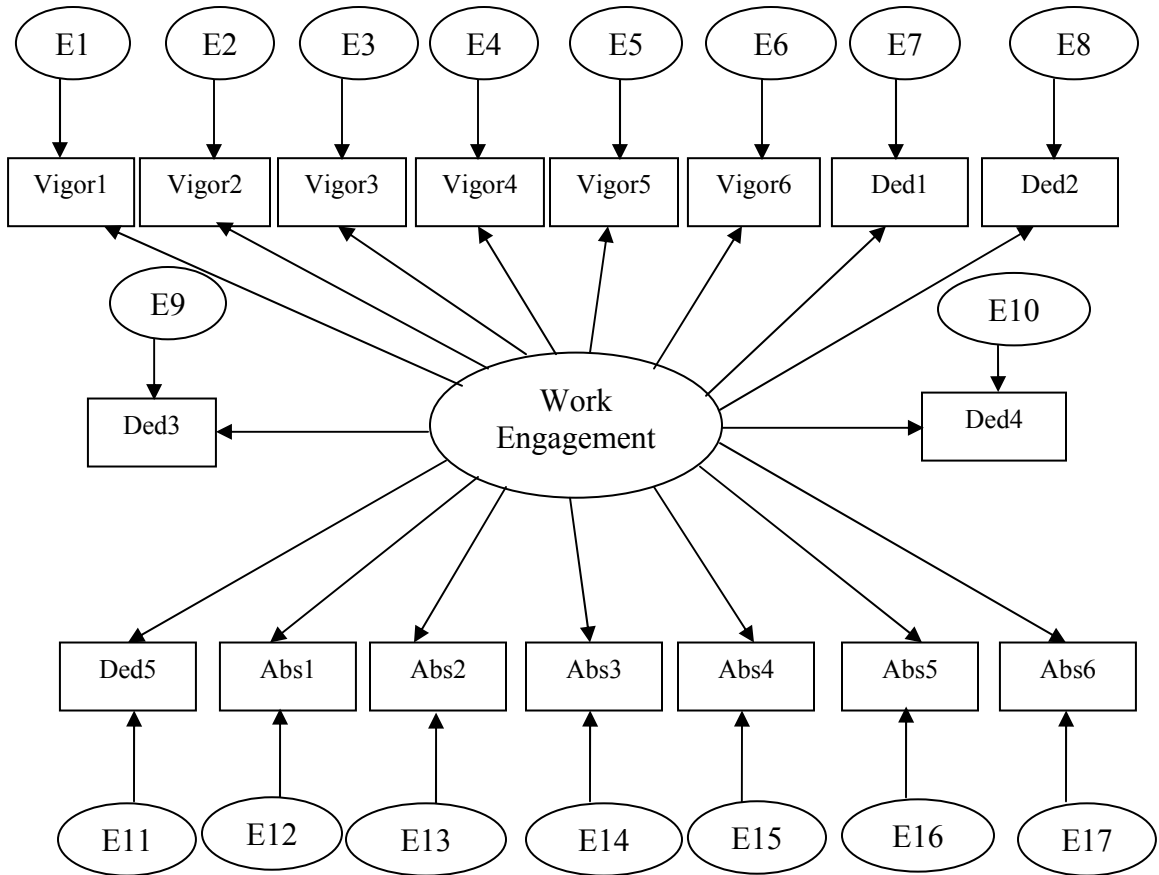 E1 E2 E3 E4 E5 E6 E7 E8
Vigor1 Vigor2 Vigor3 Vigor4 Vigor5 Vigor6 Ded1 Ded2
E9 E10
Work
Engagement
Ded3 Ded4
Ded5 Abs1 Abs2 Abs3 Abs4 Abs5 Abs6
E11 E12 E13 E14 E15 E16 E17